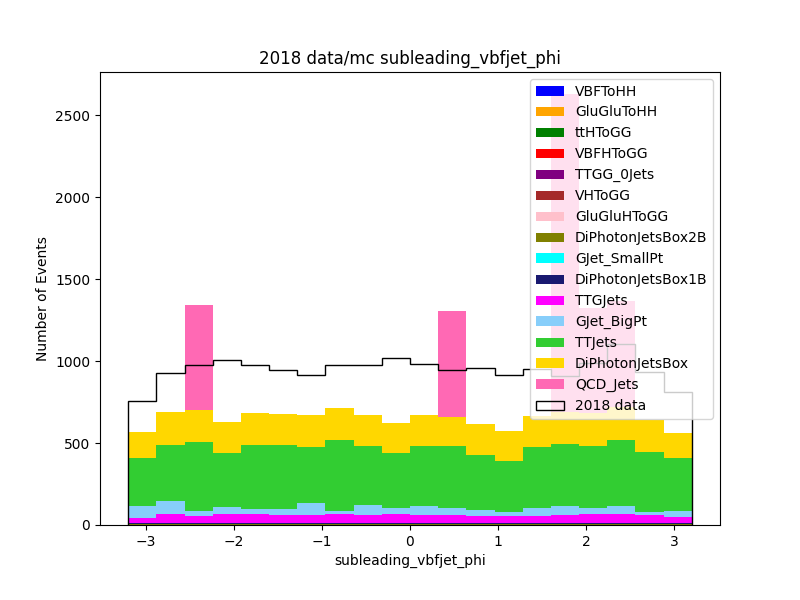 2018 data/mc subleading_vbfjet_phi
Number of Events
2500
2000
1500
1000
500
0
−3
−2
−1
0
1
2
3
subleading_vbfjet_phi
VBFToHH
GluGluToHH
ttHToGG
VBFHToGG
TTGG_0Jets
VHToGG
GluGluHToGG
DiPhotonJetsBox2B
GJet_SmallPt
DiPhotonJetsBox1B
TTGJets
GJet_BigPt
TTJets
DiPhotonJetsBox
QCD_Jets
2018 data